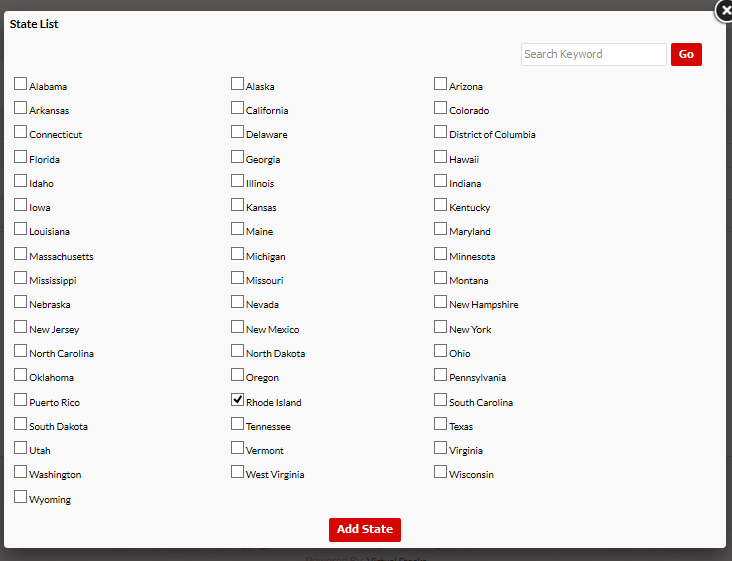 State List
Search Keyword Go
Alabama Alaska Arizona
Arkansas California Colorado
Connecticut Delaware District of Columbia
Florida Georgia Hawaii
Idaho Illinois Indiana
Iowa Kansas Kentucky
Louisiana Maine Maryland
Massachusetts Michigan Minnesota
Mississippi Missouri Montana
Nebraska Nevada New Hampshire
New Jersey New Mexico New York
North Carolina North Dakota Ohio
Oklahoma Oregon Pennsylvania
Puerto Rico Rhode Island South Carolina
South Dakota Tennessee Texas
Utah Vermont Virginia
Washington West Virginia Wisconsin
Wyoming
Add State